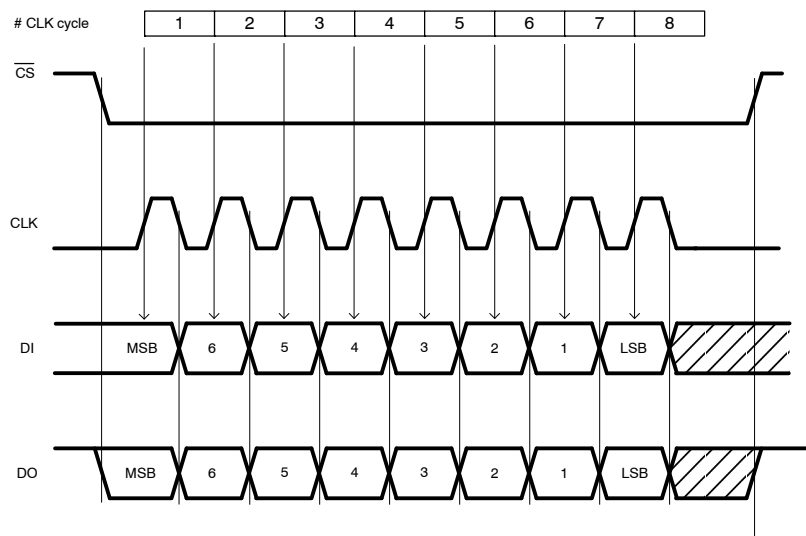 # CLK cycle 1 2 3 4 5 6 7 8
CS
CLK
DI MSB 6 5 4 3 2 1 LSB
DO MSB 6 5 4 3 2 1 LSB